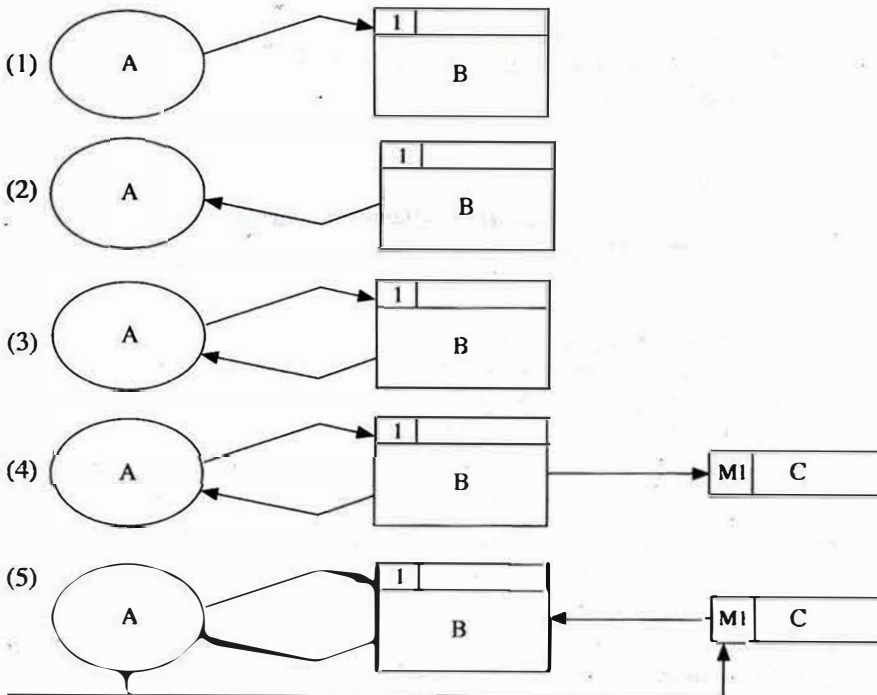 1
(1) A B
1
(2) A B
1
(3) A B
1
(4) A B M1 C
(5) 1
A B M1 C